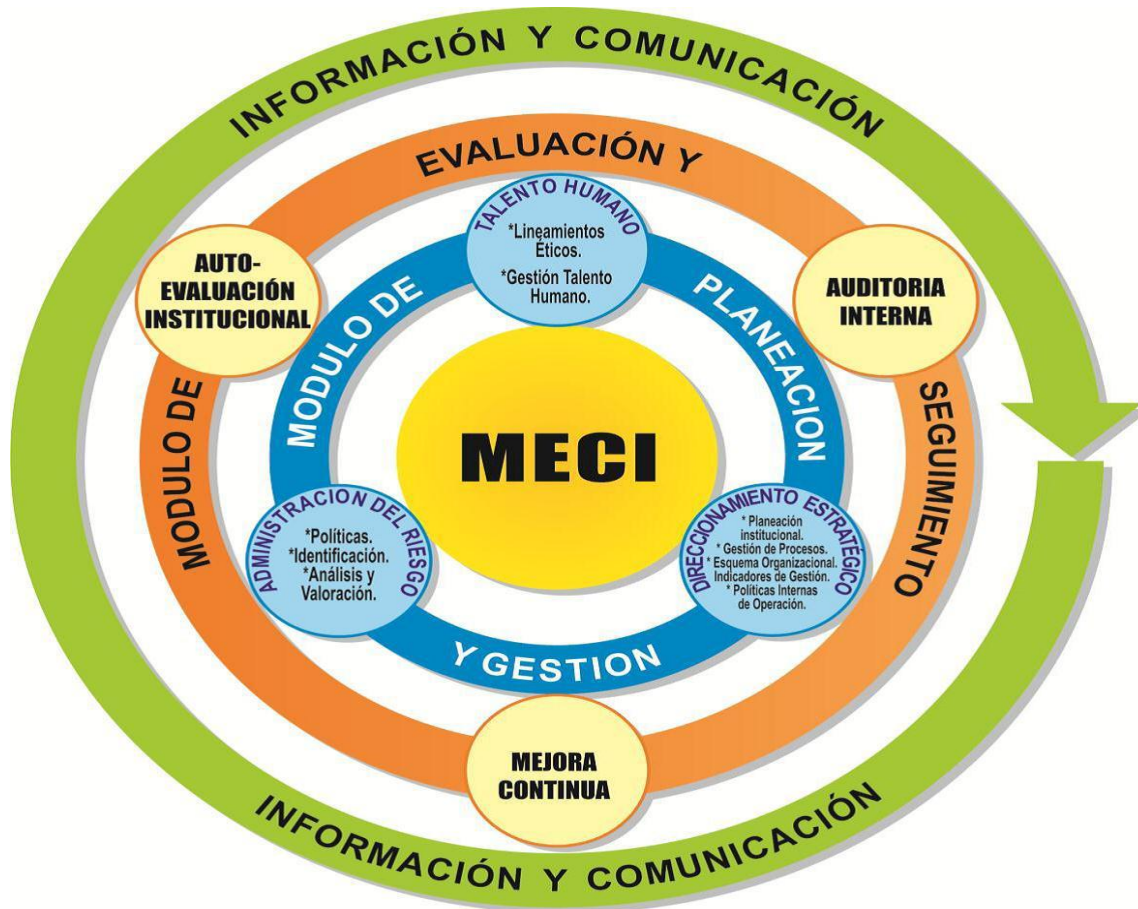 INFORMACIÓN Y COMUNICACIÓN
MODULO DE EVALUACIÓN Y SEGUIMIENTO
AUTO-
EVALUACIÓN
INSTITUCIONAL
AUDITORIA
INTERNA
MEJORA
CONTINUA
MODULO DE PLANEACION Y GESTION
TALENTO HUMANO
*Lineamientos
Éticos.
*Gestión Talento
Humano.
MECI
ADMINISTRACION DEL RIESGO
*Políticas.
*Identificación.
*Análisis y
Valoración.
DIRECCIONAMIENTO ESTRATÉGICO
* Planeación
institucional.
* Gestión de Procesos.
* Esquema Organizacional.
Indicadores de Gestión.
* Políticas Internas
de Operación.
INFORMACIÓN Y COMUNICACIÓN